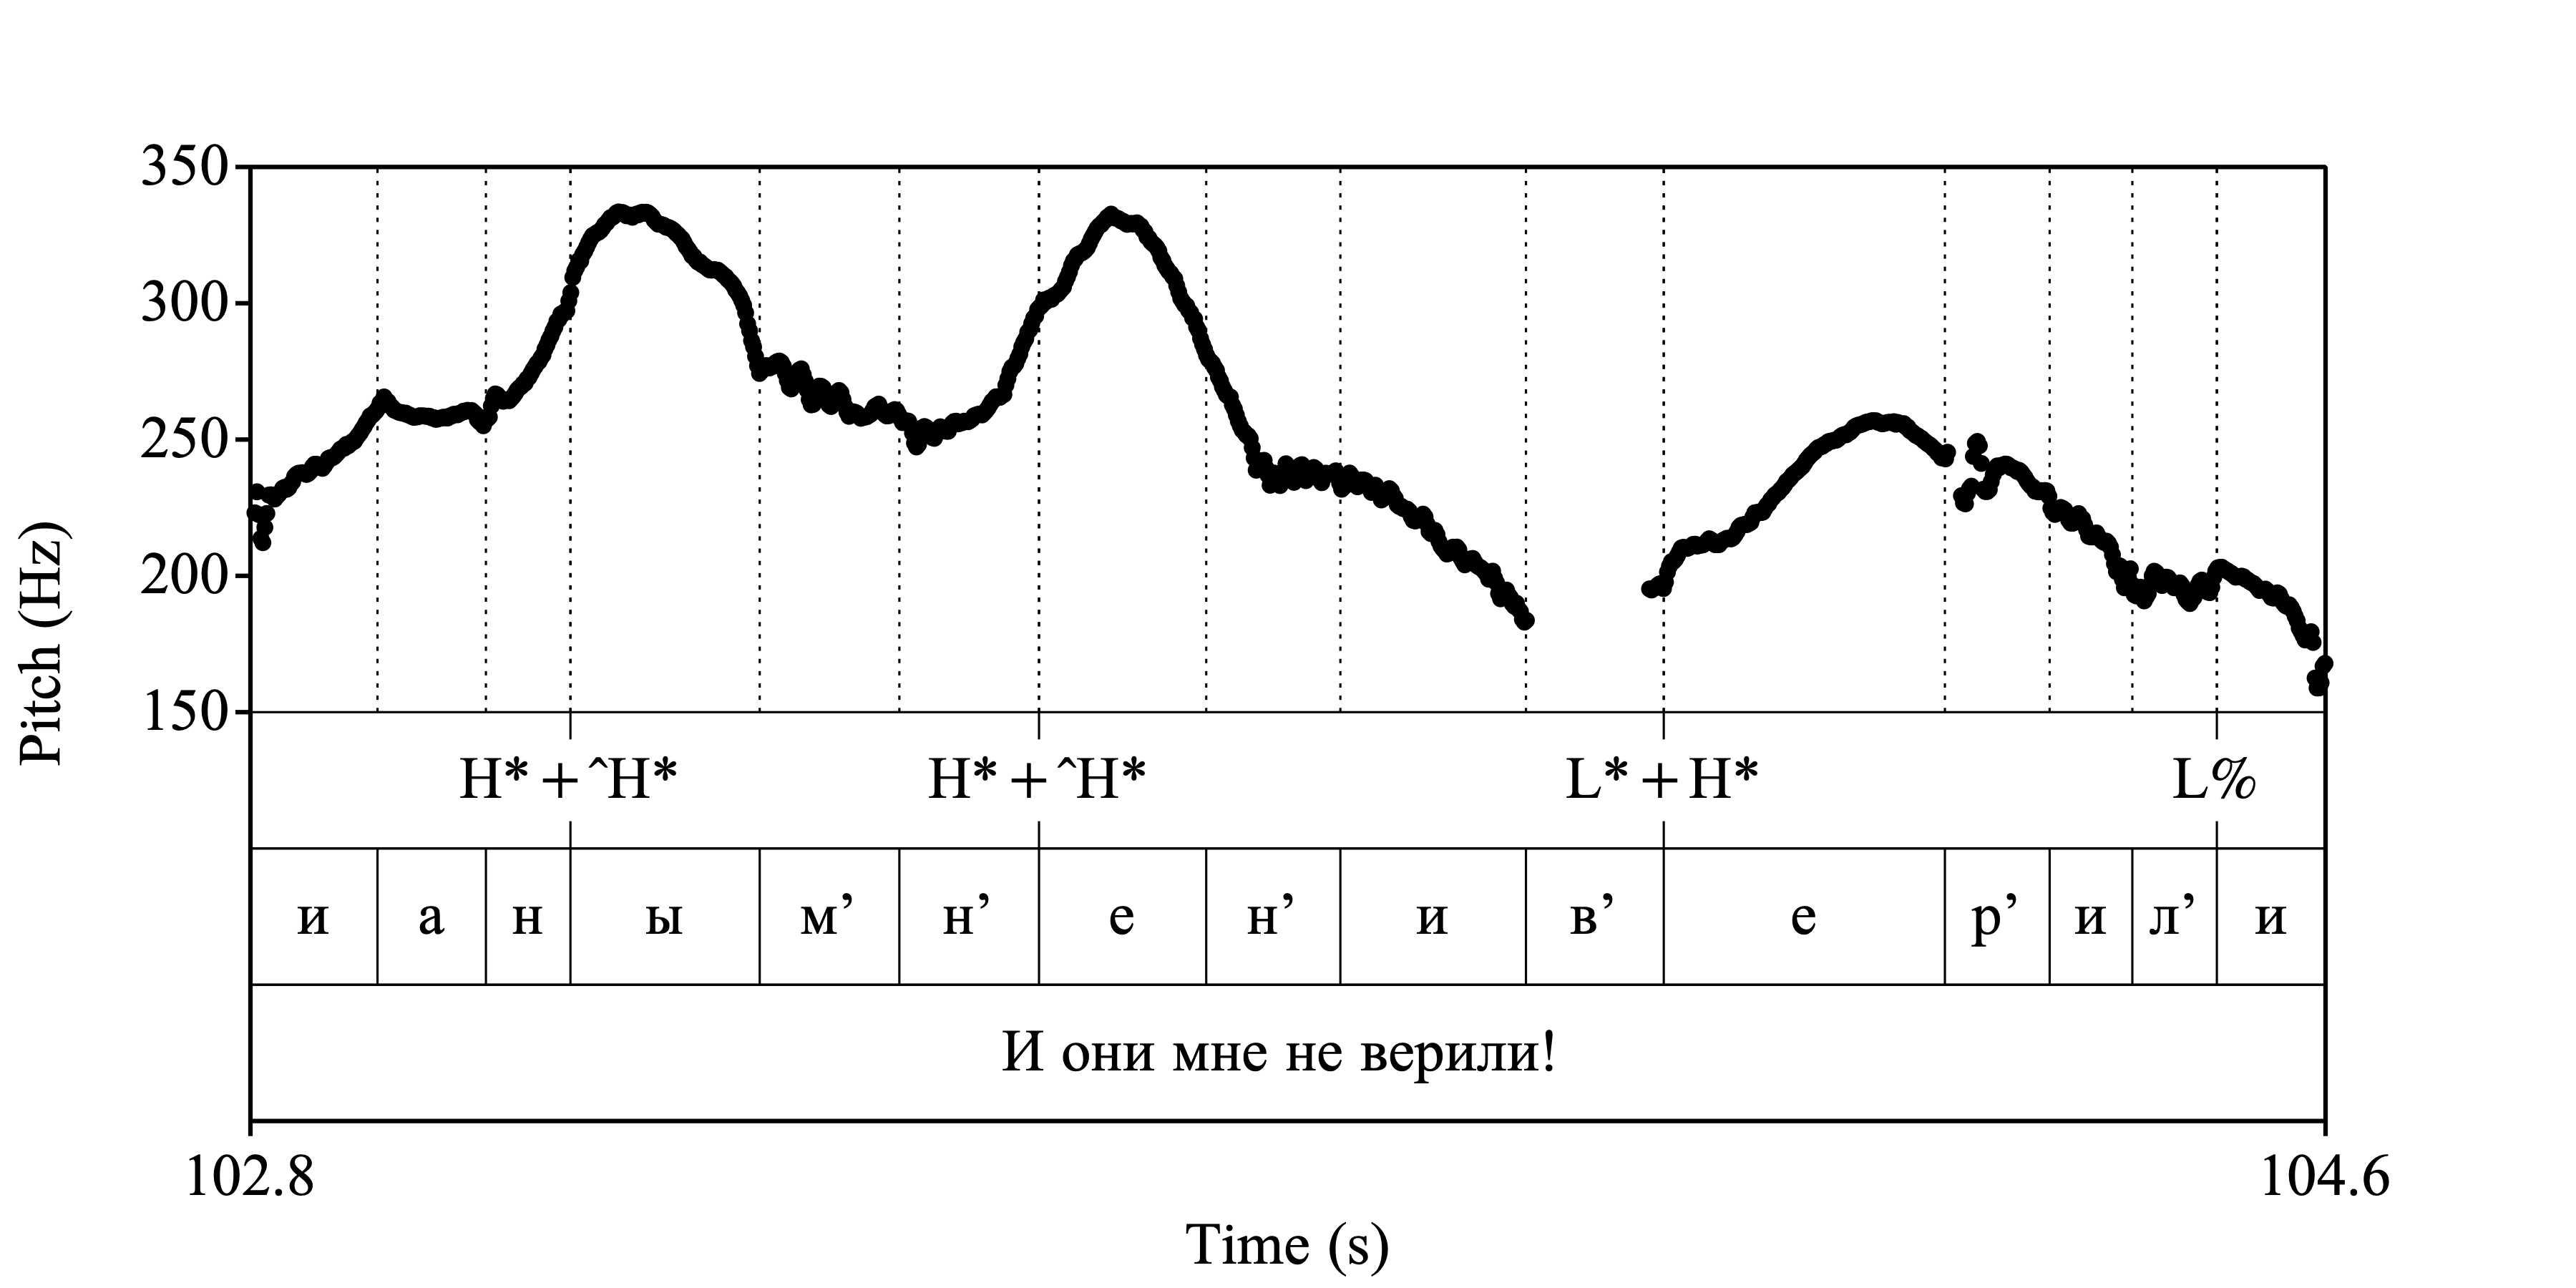 350
300
250
200
150
Pitch (Hz)
H* + ^H* H* + ^H* L* + H* L%
и а н ы м’ н’ е н’ и в’ е р’ и л’ и
И они мне не верили!
102.8 104.6
Time (s)